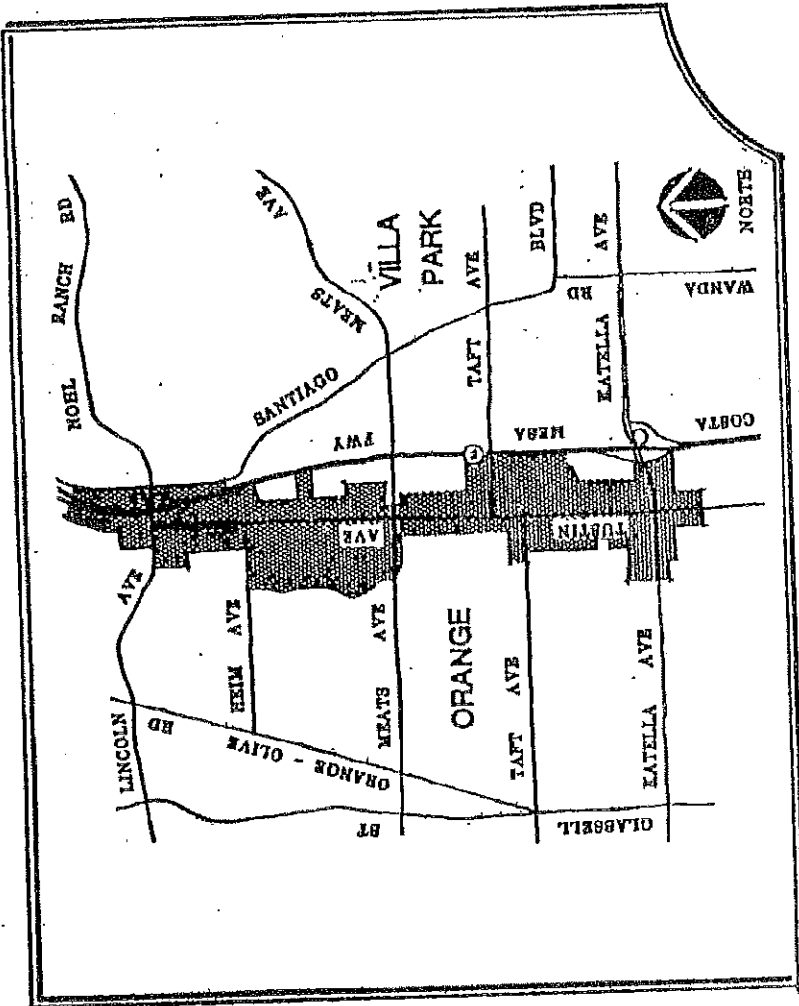 NOHL RANCH RD
MEATS AVE
VILLA
PARK
SANTIAGO BLVD
TAFT AVE
KATELLA AVE
WANDA RD
NORTH
COSTA MESA FWY
TUSTIN AVE
LINCOLN AVE
HEIM AVE
MEATS AVE
ORANGE
TAFT AVE
KATELLA AVE
ORANGE - OLIVE RD
GLASSELL ST